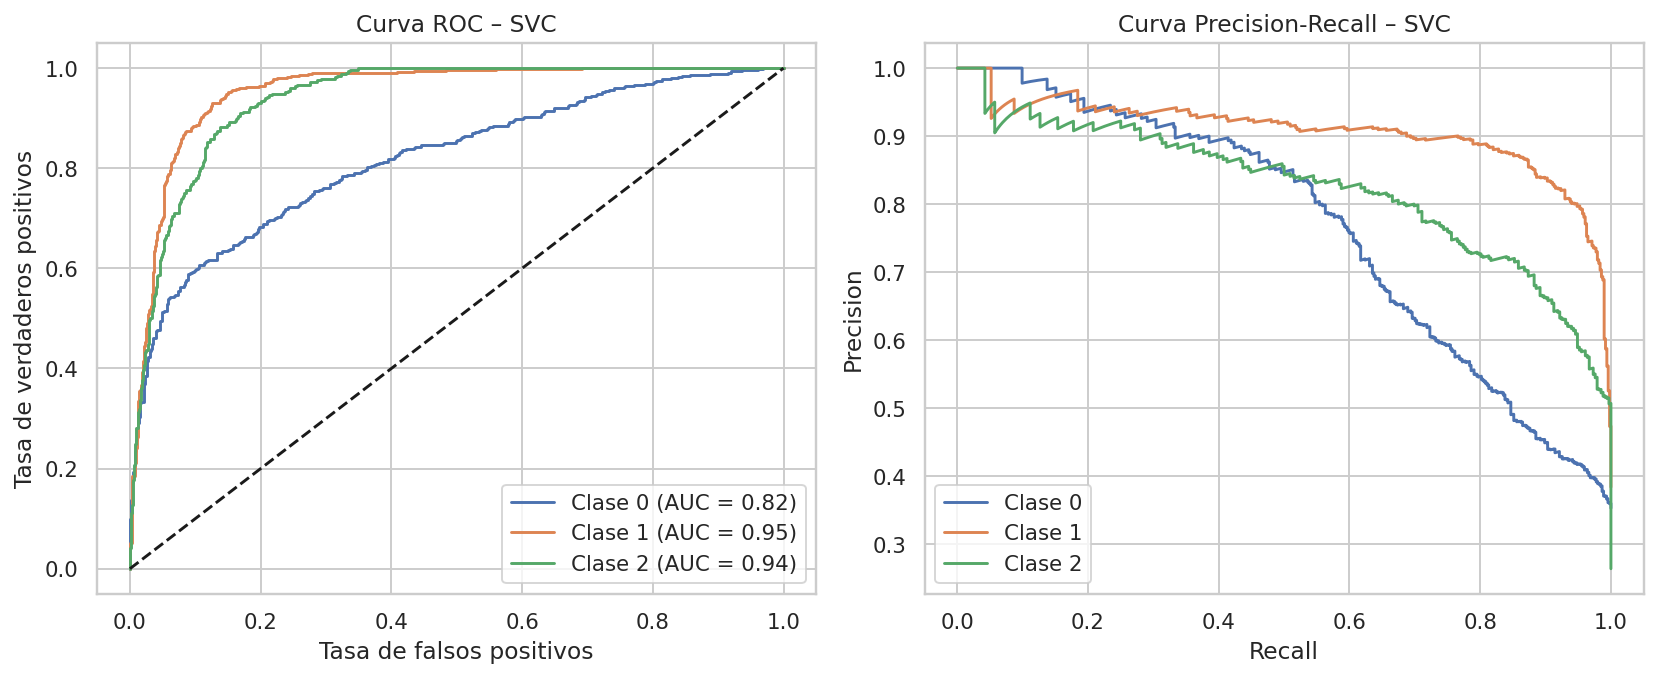 Curva ROC – SVC
Tasa de verdaderos positivos
1.0
0.8
0.6
0.4
0.2
0.0
0.0 0.2 0.4 0.6 0.8 1.0
Tasa de falsos positivos
Clase 0 (AUC = 0.82)
Clase 1 (AUC = 0.95)
Clase 2 (AUC = 0.94)
Curva Precision-Recall – SVC
Precision
1.0
0.9
0.8
0.7
0.6
0.5
0.4
0.3
0.0 0.2 0.4 0.6 0.8 1.0
Recall
Clase 0
Clase 1
Clase 2